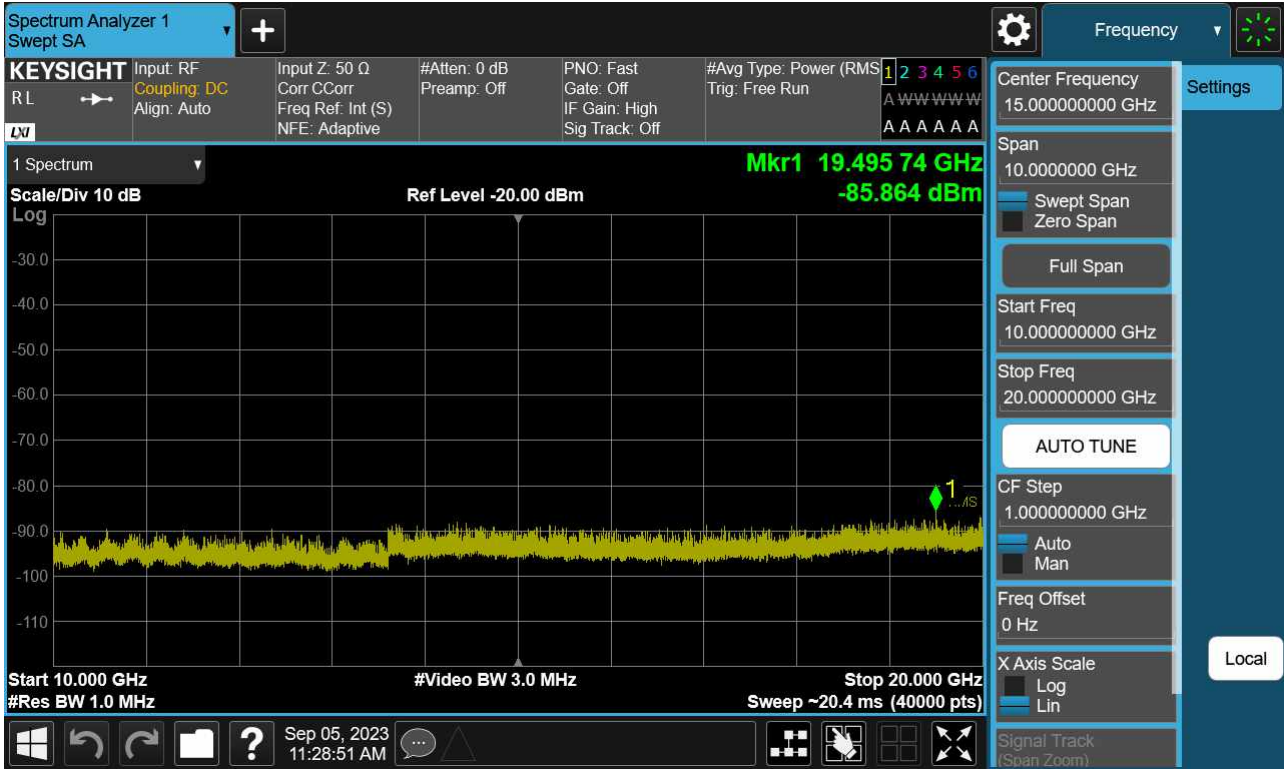 Spectrum Analyzer 1
Swept SA
Frequency
KEYSIGHT
R L
LXI
Input: RF
Coupling: DC
Align: Auto
Input Z: 50 Ω
Corr CCorr
Freq Ref: Int (S)
NFE: Adaptive
#Atten: 0 dB
Preamp: Off
PNO: Fast
Gate: Off
IF Gain: High
Sig Track: Off
#Avg Type: Power (RMS
Trig: Free Run
1 2 3 4 5 6
A W W W W W
A A A A A A
1 Spectrum
Mkr1 19.495 74 GHz
Scale/Div 10 dB
Ref Level -20.00 dBm
-85.864 dBm
Log
-30.0
-40.0
-50.0
-60.0
-70.0
-80.0
1
-90.0
-100
-110
Start 10.000 GHz
#Video BW 3.0 MHz
Stop 20.000 GHz
#Res BW 1.0 MHz
Sweep ~20.4 ms (40000 pts)
Sep 05, 2023
11:28:51 AM
?
Center Frequency
15.000000000 GHz
Settings
Span
10.0000000 GHz
Swept Span
Zero Span
Full Span
Start Freq
10.000000000 GHz
Stop Freq
20.000000000 GHz
AUTO TUNE
CF Step
1.000000000 GHz
Auto
Man
Freq Offset
0 Hz
X Axis Scale
Log
Lin
Local
Signal Track
(Span Zoom)